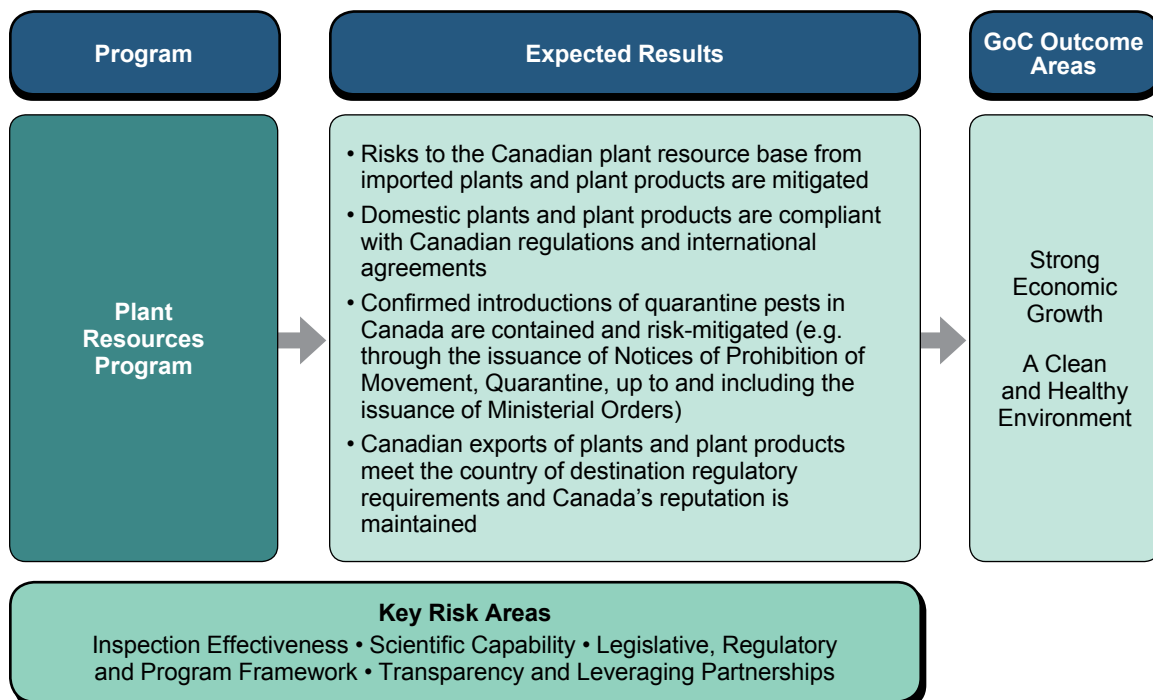 Program
Expected Results
GoC Outcome
Areas
Plant
Resources
Program
• Risks to the Canadian plant resource base from
imported plants and plant products are mitigated
• Domestic plants and plant products are compliant
with Canadian regulations and international
agreements
• Confirmed introductions of quarantine pests in
Canada are contained and risk-mitigated (e.g.
through the issuance of Notices of Prohibition of
Movement, Quarantine, up to and including the
issuance of Ministerial Orders)
• Canadian exports of plants and plant products
meet the country of destination regulatory
requirements and Canada’s reputation is
maintained
Strong
Economic
Growth
A Clean
and Healthy
Environment
Key Risk Areas
Inspection Effectiveness • Scientific Capability • Legislative, Regulatory
and Program Framework • Transparency and Leveraging Partnerships